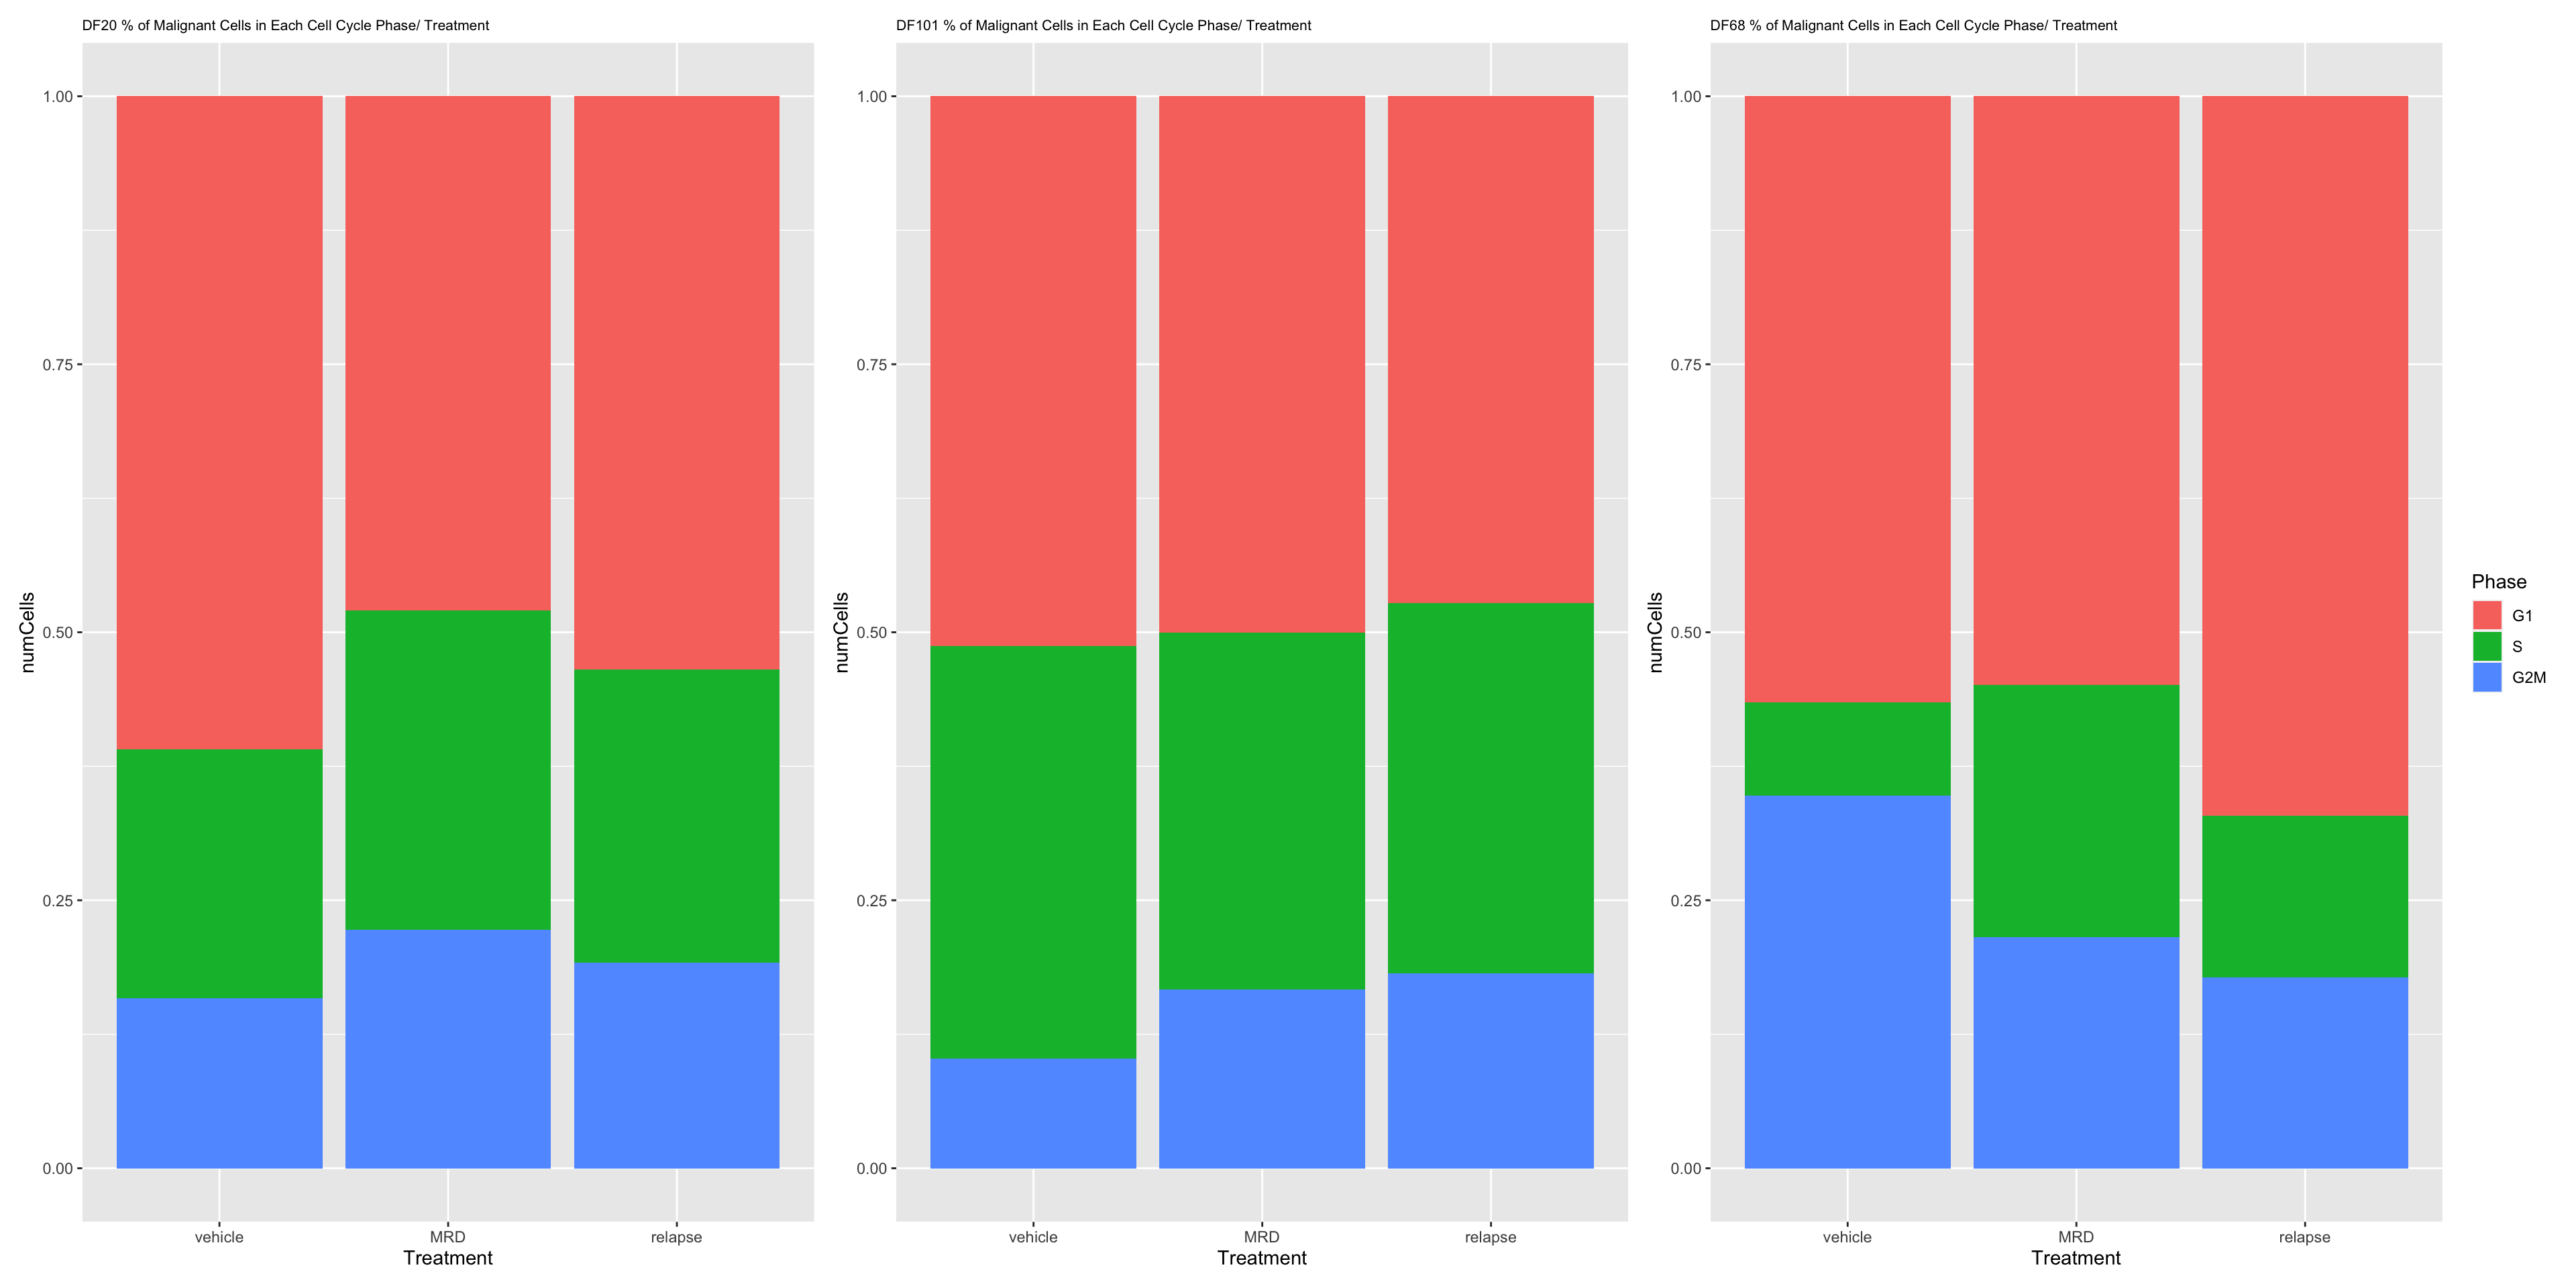 DF20 % of Malignant Cells in Each Cell Cycle Phase/ Treatment
1.00
0.75
0.50
0.25
0.00
numCells
vehicle MRD relapse
Treatment
DF101 % of Malignant Cells in Each Cell Cycle Phase/ Treatment
1.00
0.75
0.50
0.25
0.00
numCells
vehicle MRD relapse
Treatment
DF68 % of Malignant Cells in Each Cell Cycle Phase/ Treatment
1.00
0.75
0.50
0.25
0.00
numCells
vehicle MRD relapse
Treatment
Phase
G1
S
G2M